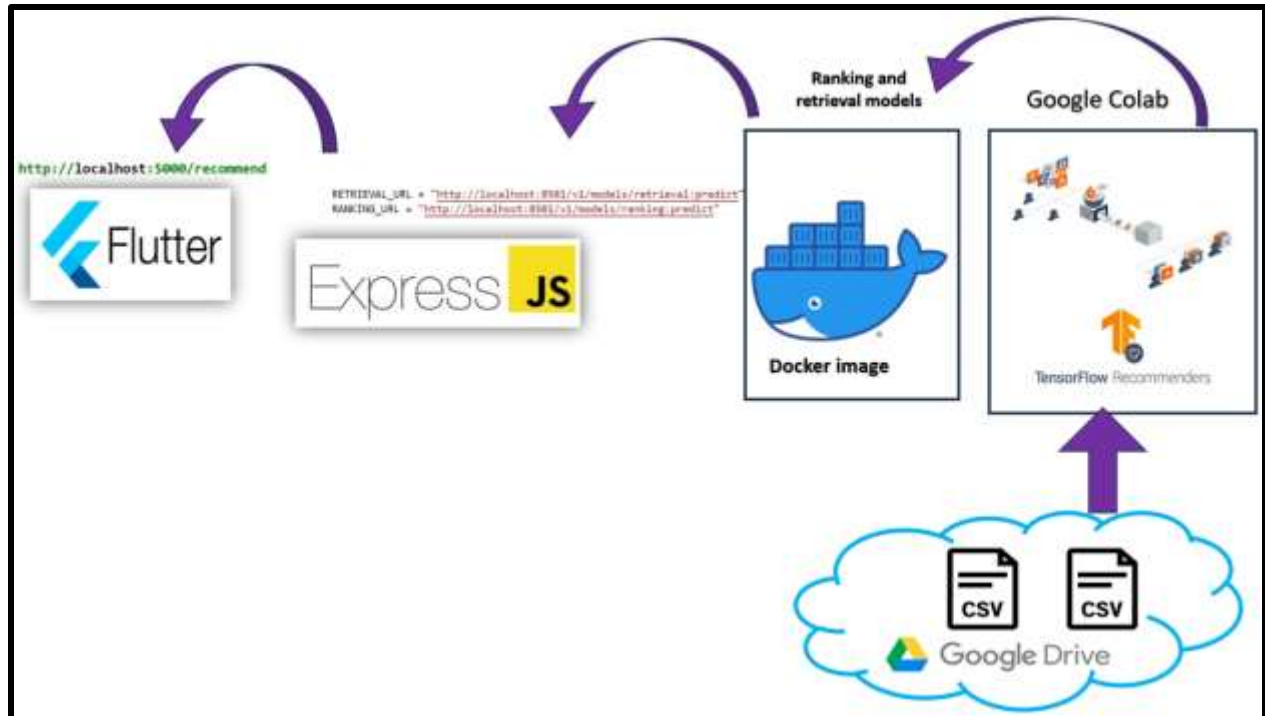 Ranking and
retrieval models
Google Colab
http://localhost:5000/recommend
RETRIEVAL_URL = "http://localhost:8501/v1/models/retrieval:predict"
RANKING_URL = "http://localhost:8501/v1/models/ranking:predict"
Flutter
Express JS
Docker image
TensorFlow Recommenders
CSV CSV
Google Drive